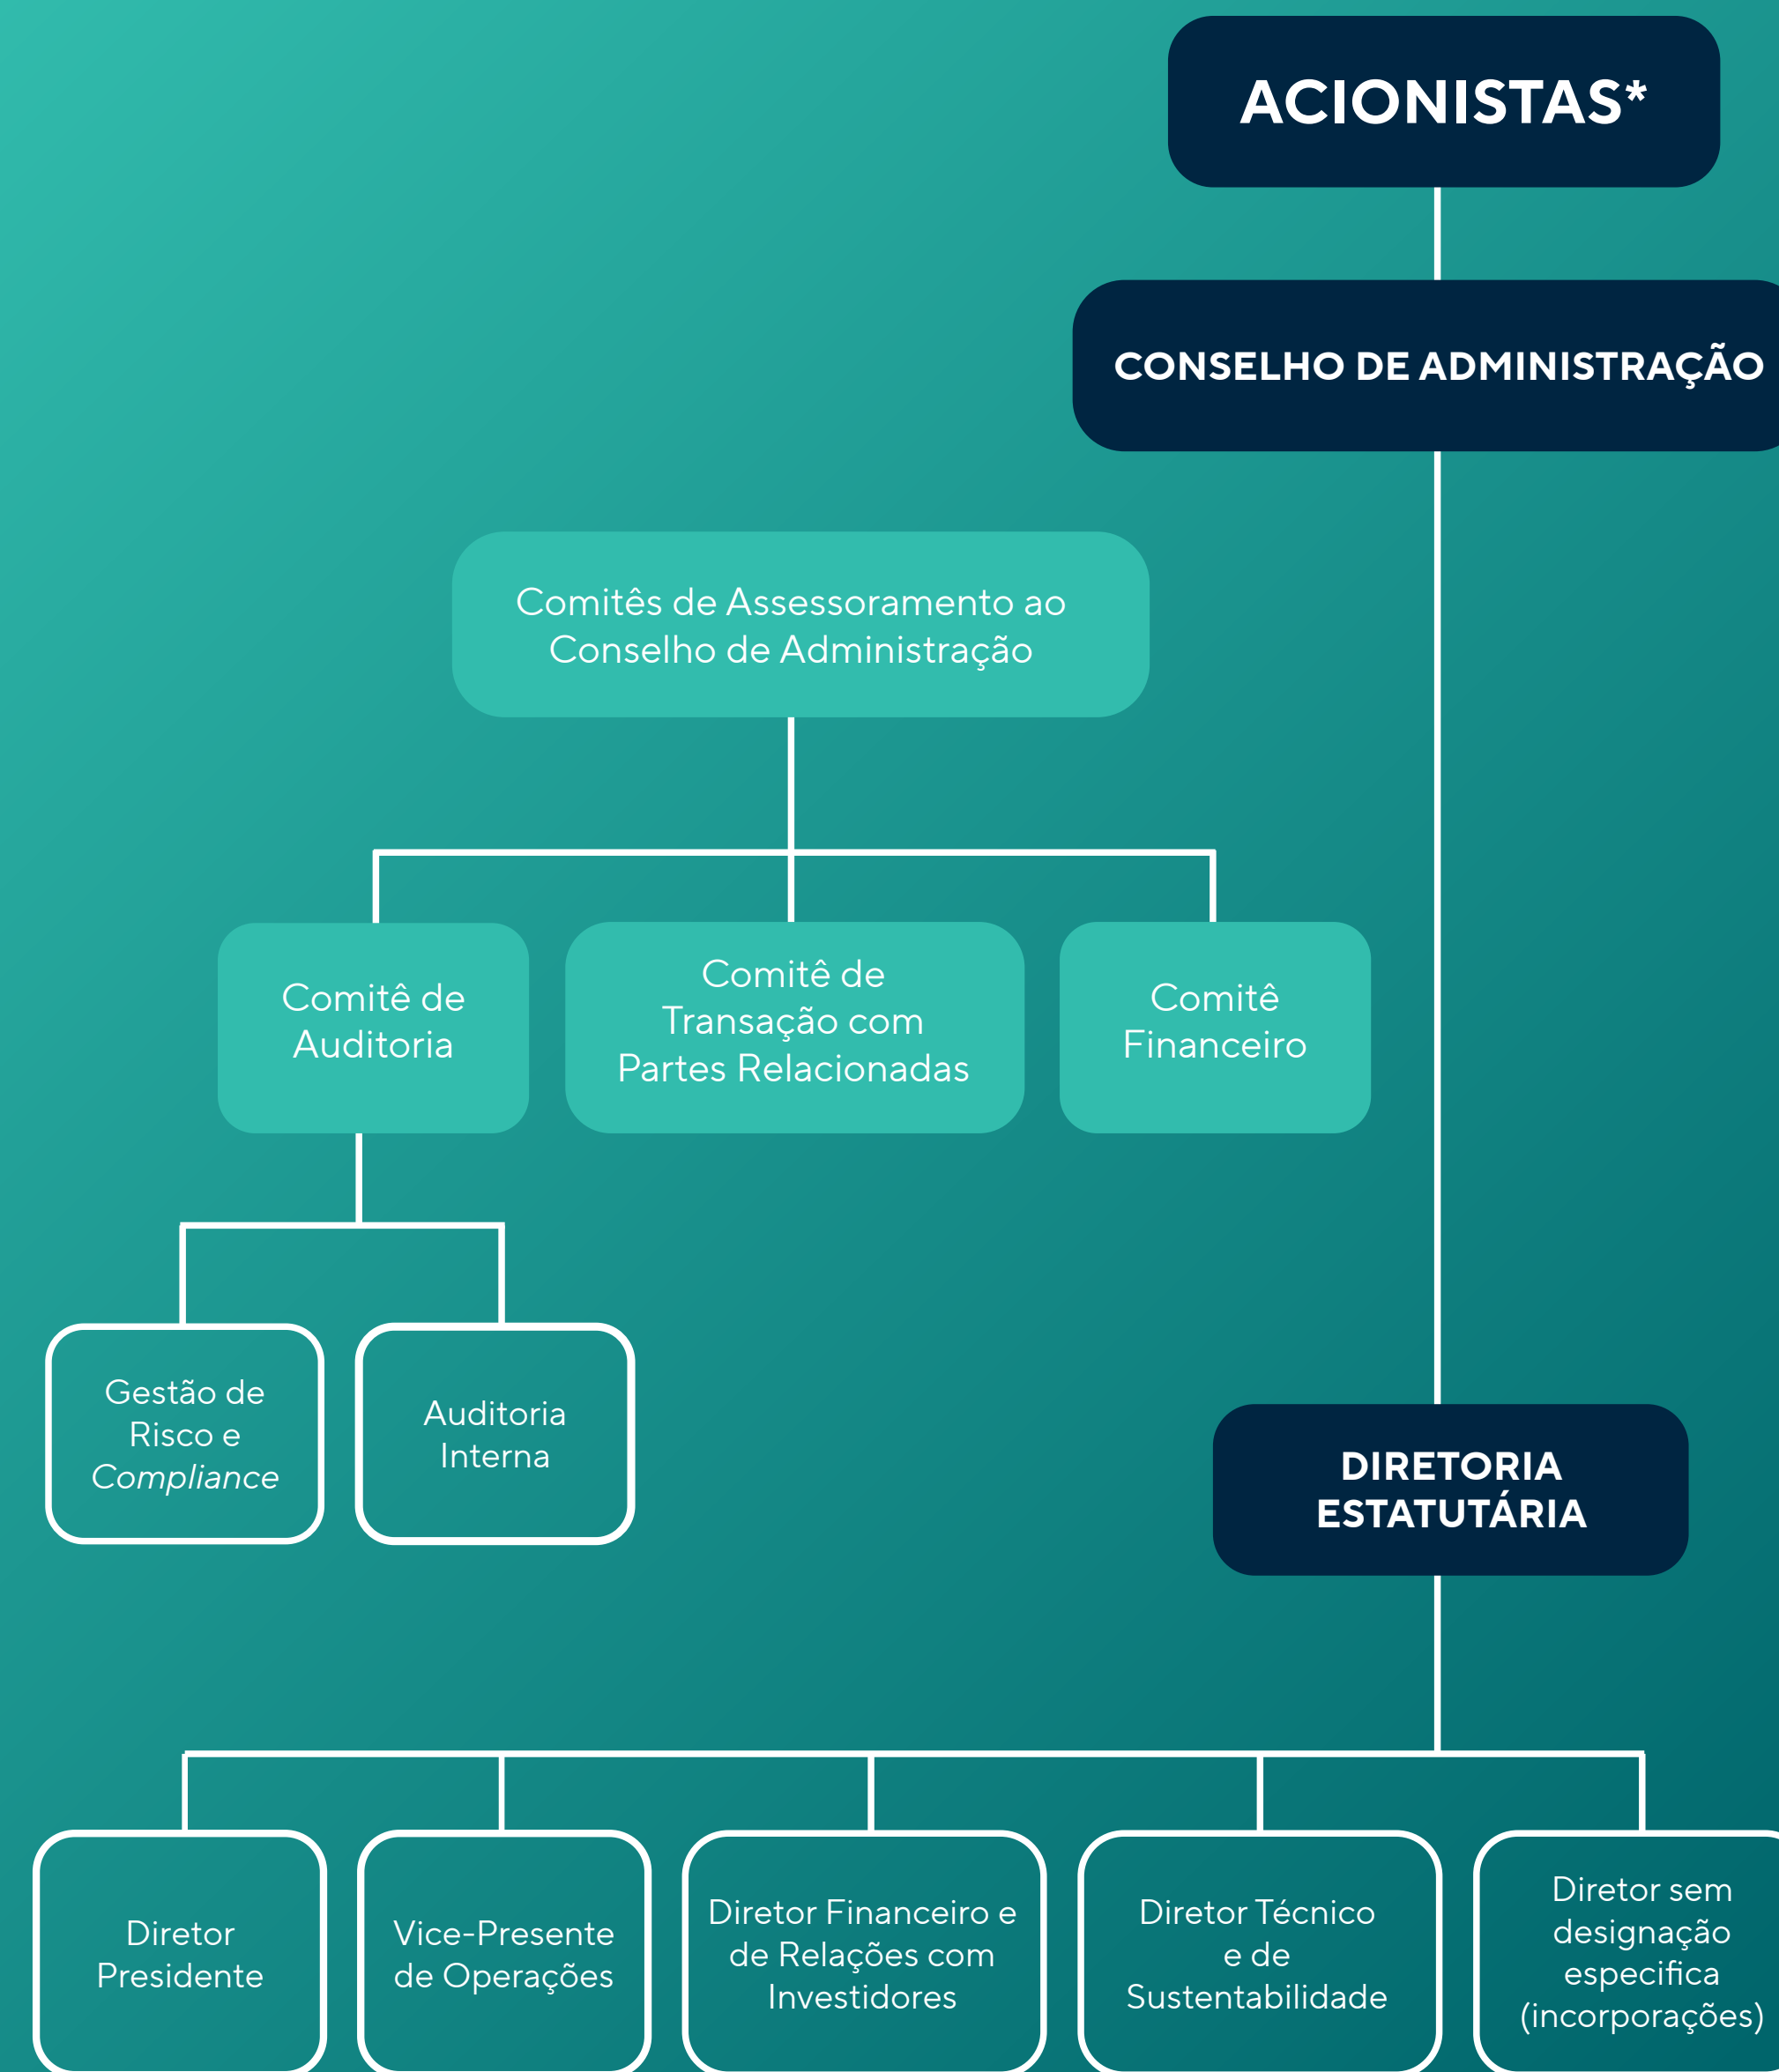 ACIONISTAS*
CONSELHO DE ADMINISTRAÇÃO
Comitês de Assessoramento ao
Conselho de Administração
Comitê de
Auditoria
Comitê de
Transação com
Partes Relacionadas
Comitê
Financeiro
Gestão de
Risco e
Compliance
Auditoria
Interna
DIRETORIA
ESTATUTÁRIA
Diretor
Presidente
Vice-Presente
de Operações
Diretor Financeiro e
de Relações com
Investidores
Diretor Técnico
e de
Sustentabilidade
Diretor sem
designação
especifica
(incorporações)